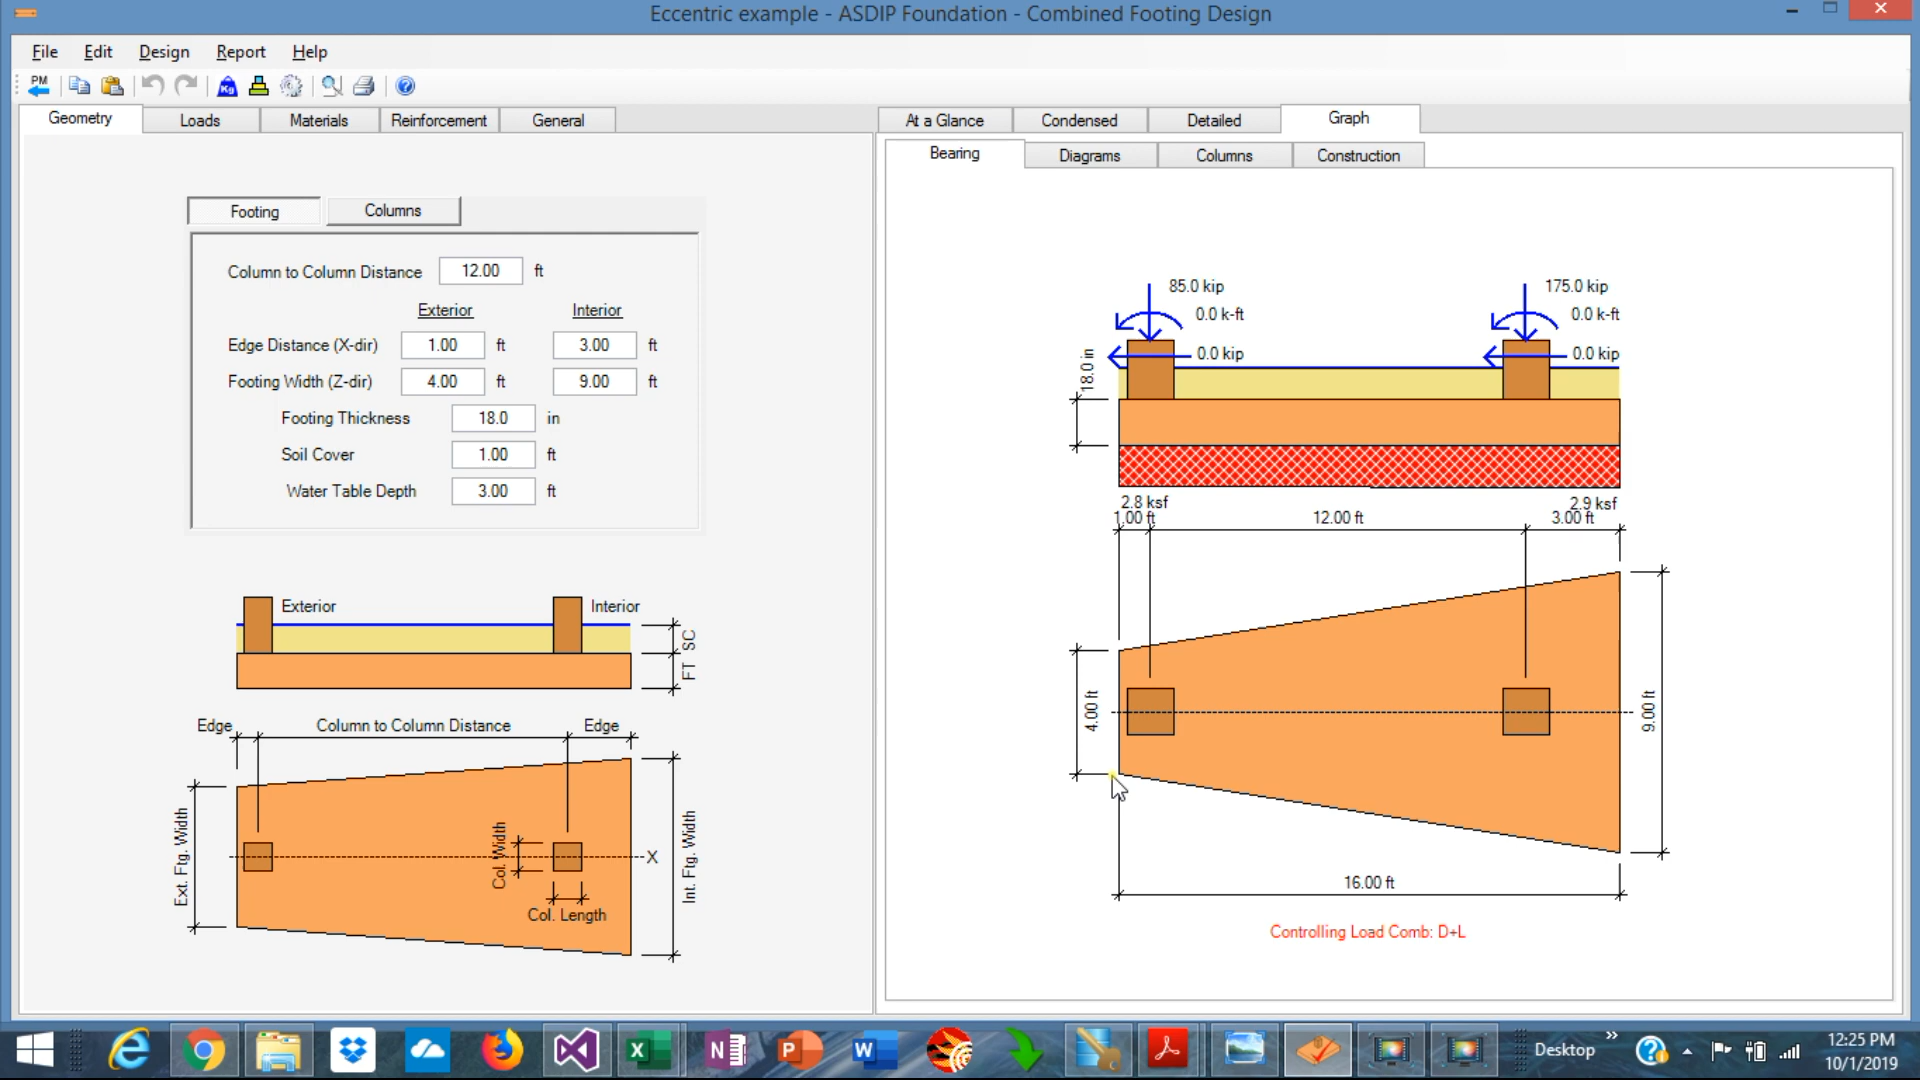 Eccentric example - ASDIP Foundation - Combined Footing Design
File Edit Design Report Help
PM Kg
Geometry Loads Materials Reinforcement General
At a Glance Condensed Detailed Graph
Bearing Diagrams Columns Construction
Footing Columns
Column to Column Distance 12.00 ft
Exterior Interior
Edge Distance (X-dir) 1.00 ft 3.00 ft
Footing Width (Z-dir) 4.00 ft 9.00 ft
Footing Thickness 18.0 in
Soil Cover 1.00 ft
Water Table Depth 3.00 ft
Exterior Interior
SC
FT
Edge Column to Column Distance Edge
Ext. Ftg. Width
Col. Width
X
Int. Ftg. Width
Col. Length
85.0 kip 175.0 kip
0.0 k-ft 0.0 k-ft
0.0 kip 0.0 kip
18.0 in
2.8 ksf 2.9 ksf
1.00 ft 12.00 ft 3.00 ft
4.00 ft 9.00 ft
16.00 ft
Controlling Load Comb: D+L
Desktop
12:25 PM
10/1/2019